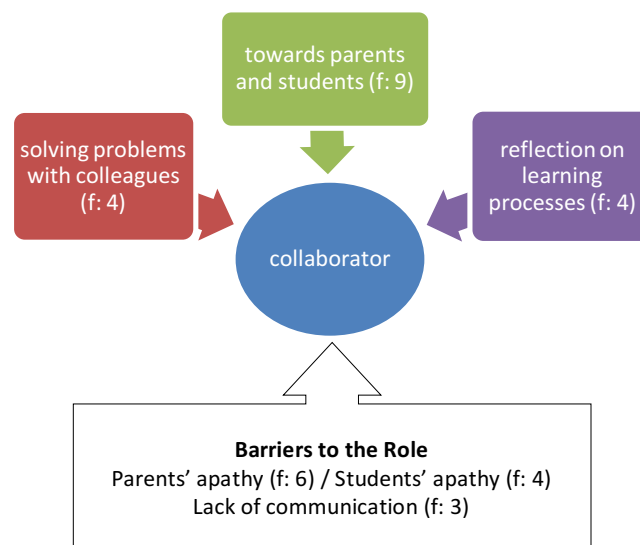 towards parents
and students (f: 9)
solving problems
with colleagues
(f: 4)
reflection on
learning
processes (f: 4)
collaborator
Barriers to the Role
Parents’ apathy (f: 6) / Students’ apathy (f: 4)
Lack of communication (f: 3)